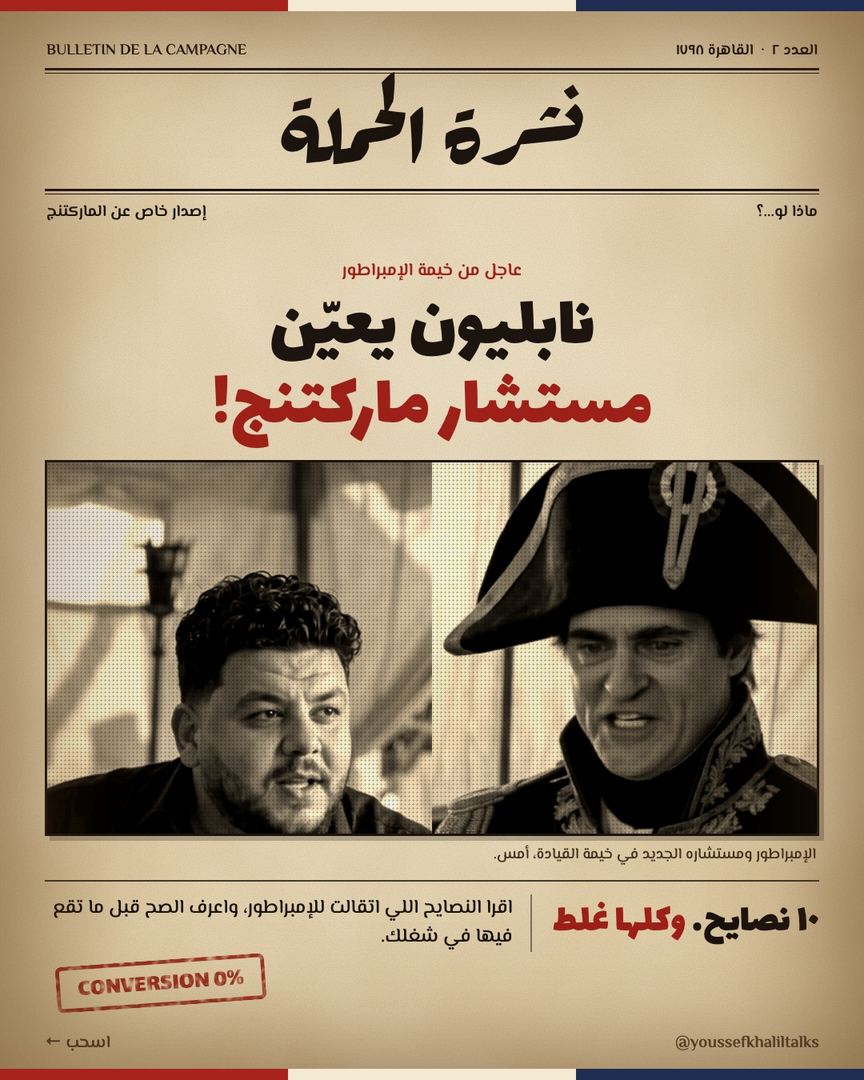 العدد ٢ · القاهرة ١٧٩٨
BULLETIN DE LA CAMPAGNE
نشرة الحملة
ماذا لو...؟
إصدار خاص عن الماركتنج
عاجل من خيمة الإمبراطور
نابليون يعيّن
مستشار ماركتنج!
الإمبراطور ومستشاره الجديد في خيمة القيادة، أمس.
١٠ نصايح. وكلها غلط
اقرا النصايح اللي اتقالت للإمبراطور، واعرف الصح قبل ما تقع
فيها في شغلك.
CONVERSION 0%
@youssefkhaliltalks
اسحب ←